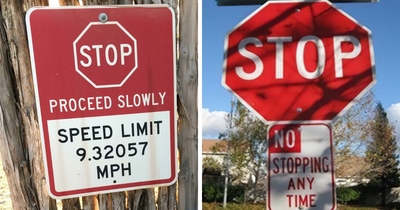 STOP
PROCEED SLOWLY
SPEED LIMIT
9.32057
MPH
STOP
NO
STOPPING
ANY
TIME